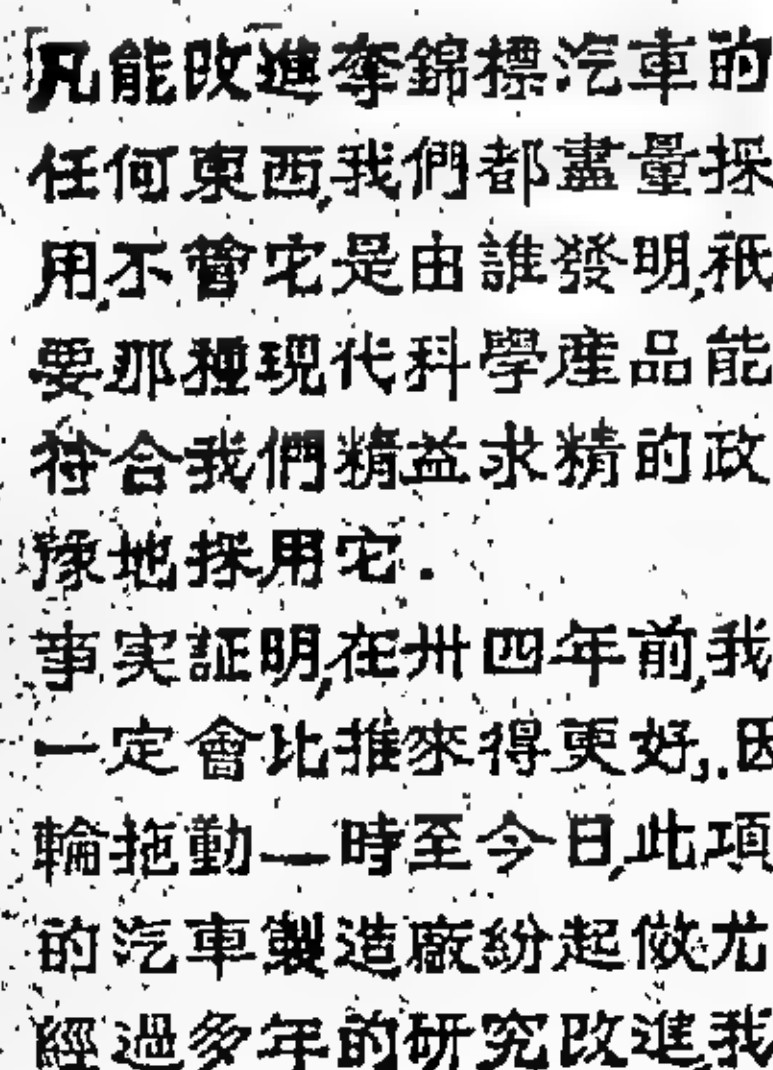 「凡能改進李錦標汽車的
任何東西,我們都盡量採
用,不管它是由誰發明,祇
要那種現代科學產品能
符合我們精益求精的政
豫地採用它.
事实証明,在卅四年前,我
一定會比推來得更好,.因
輪拖動—時至今日,此項
的汽車製造廠紛起做尤
經過多年的研究改進,我